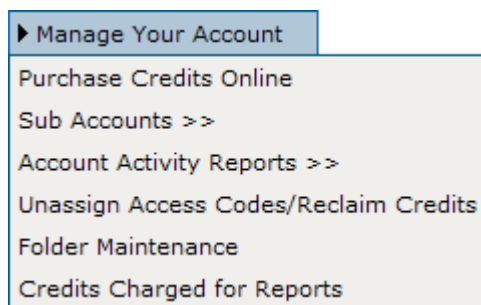 Manage Your Account
Purchase Credits Online
Sub Accounts >>
Account Activity Reports >>
Unassign Access Codes/Reclaim Credits
Folder Maintenance
Credits Charged for Reports